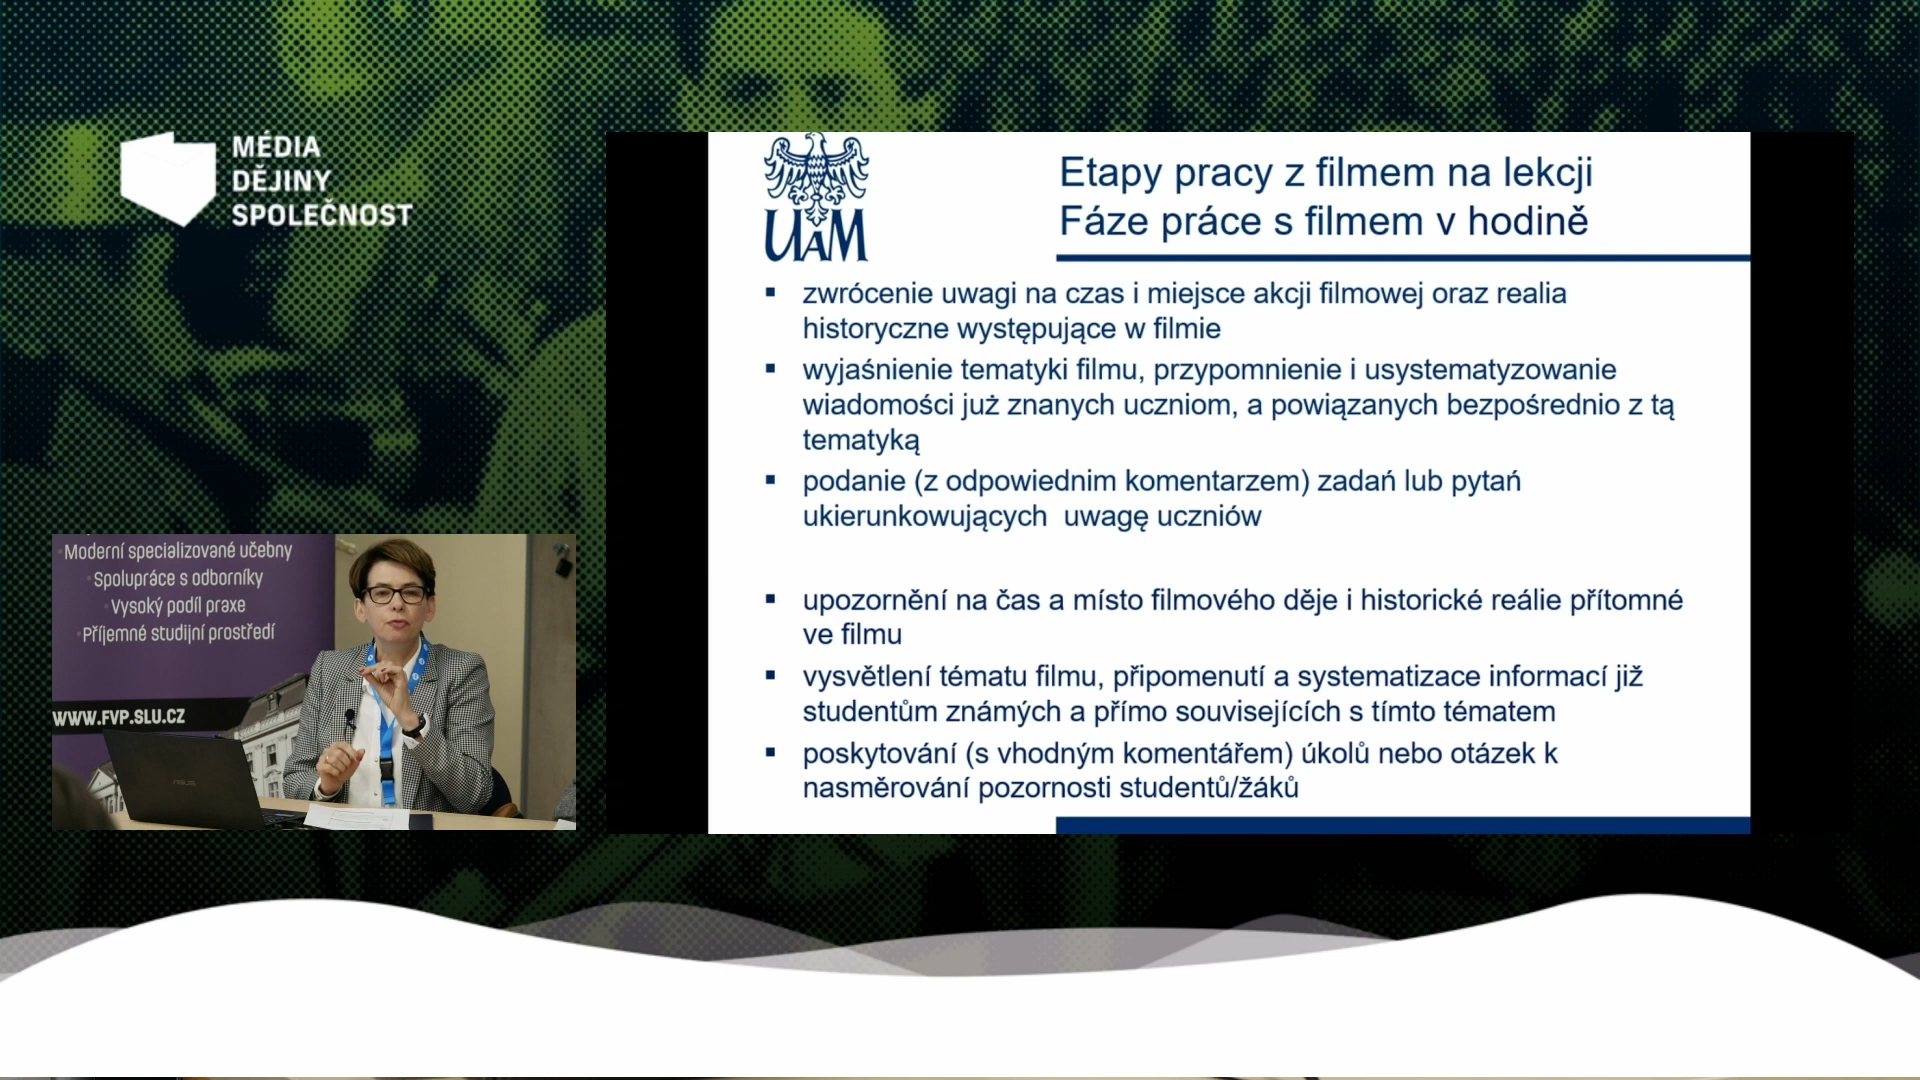 MÉDIA
DĚJINY
SPOLEČNOST
UAM
Etapy pracy z filmem na lekcji
Fáze práce s filmem v hodině
▪ zwrócenie uwagi na czas i miejsce akcji filmowej oraz realia
historyczne występujące w filmie
▪ wyjaśnienie tematyki filmu, przypomnienie i usystematyzowanie
wiadomości już znanych uczniom, a powiązanych bezpośrednio z tą
tematyką
▪ podanie (z odpowiednim komentarzem) zadań lub pytań
ukierunkowujących uwagę uczniów
▪ upozornění na čas a místo filmového děje i historické reálie přítomné
ve filmu
▪ vysvětlení tématu filmu, připomenutí a systematizace informací již
studentům známých a přímo souvisejících s tímto tématem
▪ poskytování (s vhodným komentářem) úkolů nebo otázek k
nasměrování pozornosti studentů/žáků
Moderní specializované učebny
Spolupráce s odborníky
Vysoký podíl praxe
Příjemné studijní prostředí
WWW.FVP.SLU.CZ
ASUS